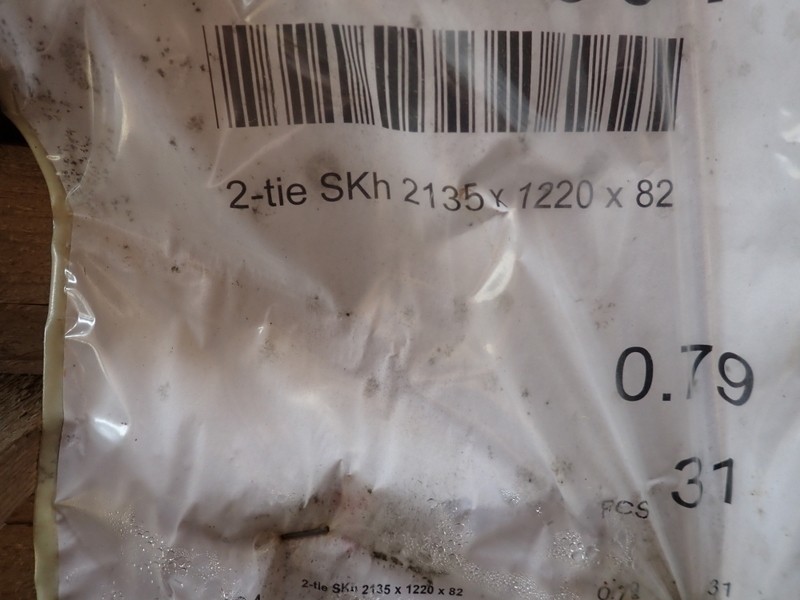 2-tie SKh 2135 x 1220 x 82
0.79
PCS 31
2-tie SKh 2135 x 1220 x 82
31